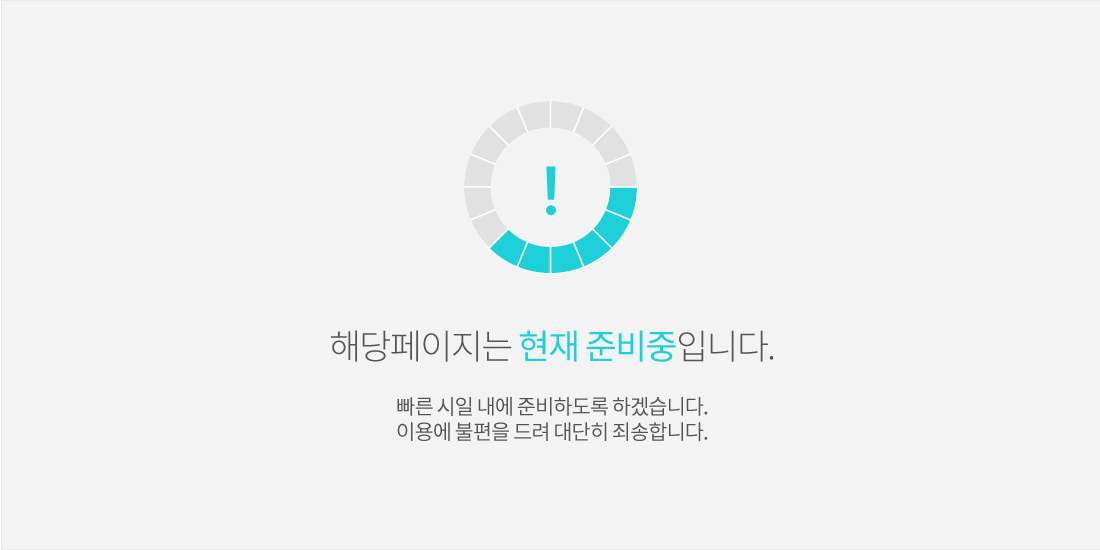 !
해당페이지는 현재 준비중입니다.
빠른 시일 내에 준비하도록 하겠습니다.
이용에 불편을 드려 대단히 죄송합니다.